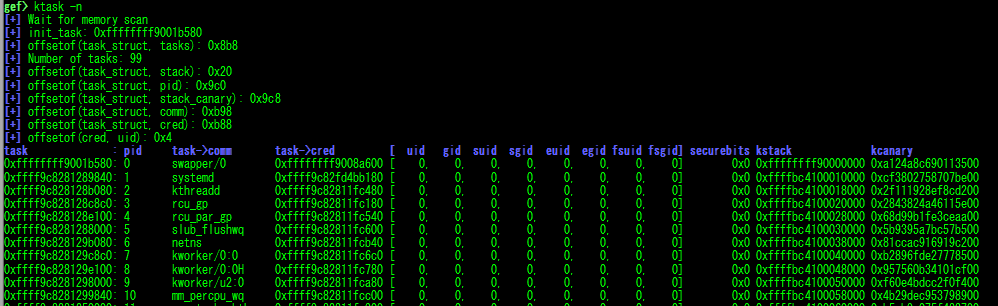 gef> ktask -n
[+] Wait for memory scan
[+] init_task: 0xffffffff9001b580
[+] offsetof(task_struct, tasks): 0x8b8
[+] Number of tasks: 99
[+] offsetof(task_struct, stack): 0x20
[+] offsetof(task_struct, pid): 0x9c0
[+] offsetof(task_struct, stack_canary): 0x9c8
[+] offsetof(task_struct, comm): 0xb98
[+] offsetof(task_struct, cred): 0xb88
[+] offsetof(cred, uid): 0x4
task : pid task->comm task->cred [ uid gid suid sgid euid egid fsuid fsgid] securebits kstack kcanary
0xffffffff9001b580: 0 swapper/0 0xffffffff9008a600 [ 0, 0, 0, 0, 0, 0, 0, 0] 0x0 0xffffffff90000000 0xa124a8c690113500
0xffff9c8281289840: 1 systemd 0xffff9c82fd4bb180 [ 0, 0, 0, 0, 0, 0, 0, 0] 0x0 0xffffbc4100010000 0xcf3802758707be00
0xffff9c828128b080: 2 kthreadd 0xffff9c82811fc480 [ 0, 0, 0, 0, 0, 0, 0, 0] 0x0 0xffffbc4100018000 0x2f111928ef8cd200
0xffff9c828128c8c0: 3 rcu_gp 0xffff9c82811fc180 [ 0, 0, 0, 0, 0, 0, 0, 0] 0x0 0xffffbc4100020000 0x2843824a46115e00
0xffff9c828128e100: 4 rcu_par_gp 0xffff9c82811fc540 [ 0, 0, 0, 0, 0, 0, 0, 0] 0x0 0xffffbc4100028000 0x68d99b1fe3ceaa00
0xffff9c8281288000: 5 slub_flushwq 0xffff9c82811fc600 [ 0, 0, 0, 0, 0, 0, 0, 0] 0x0 0xffffbc4100030000 0x5b9395a7bc57b500
0xffff9c828129b080: 6 netns 0xffff9c82811fcb40 [ 0, 0, 0, 0, 0, 0, 0, 0] 0x0 0xffffbc4100038000 0x81ccac916919c200
0xffff9c828129c8c0: 7 kworker/0:0 0xffff9c82811fc6c0 [ 0, 0, 0, 0, 0, 0, 0, 0] 0x0 0xffffbc4100040000 0xb2896fde27778500
0xffff9c828129e100: 8 kworker/0:0H 0xffff9c82811fc780 [ 0, 0, 0, 0, 0, 0, 0, 0] 0x0 0xffffbc4100048000 0x957560b34101cf00
0xffff9c8281298000: 9 kworker/u2:0 0xffff9c82811fca80 [ 0, 0, 0, 0, 0, 0, 0, 0] 0x0 0xffffbc4100050000 0xf60e4bdcc2f0f400
0xffff9c8281299840: 10 mm_percpu_wq 0xffff9c82811fcc00 [ 0, 0, 0, 0, 0, 0, 0, 0] 0x0 0xffffbc4100058000 0x4b29dec953798900